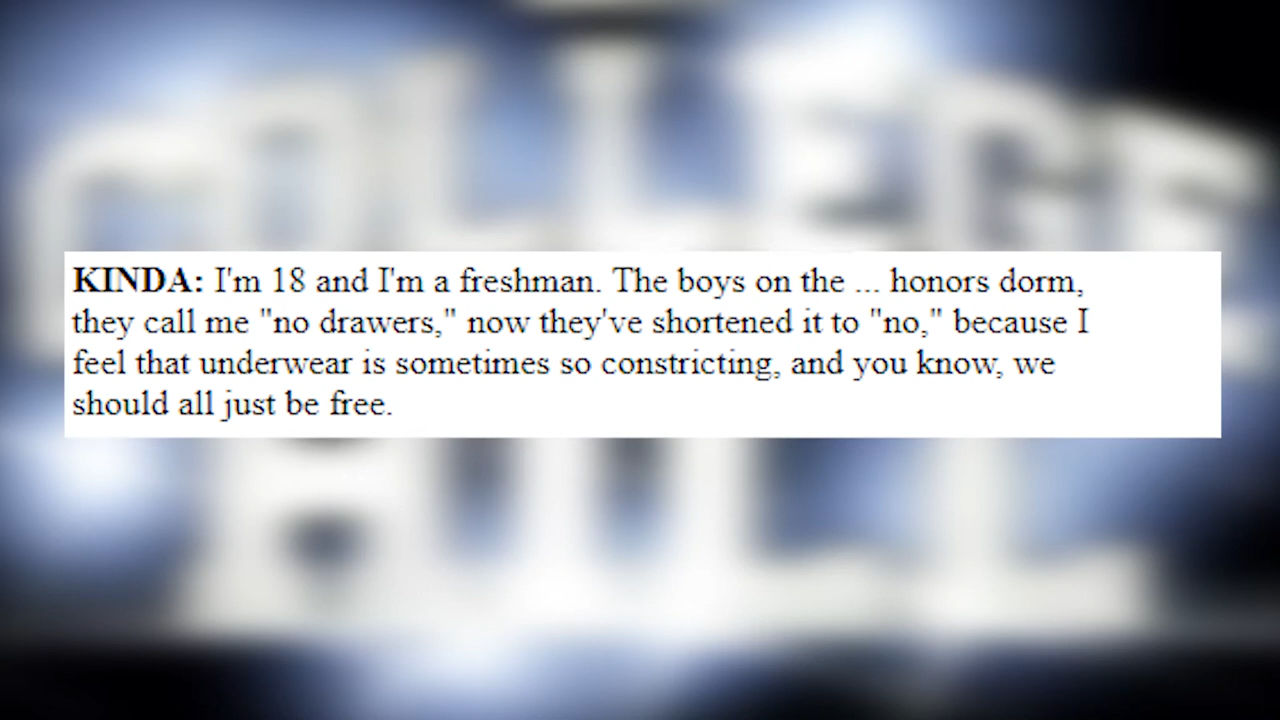 COLLEGE
KINDA: I'm 18 and I'm a freshman. The boys on the ... honors dorm,
they call me "no drawers," now they've shortened it to "no," because I
feel that underwear is sometimes so constricting, and you know, we
should all just be free.
HILL